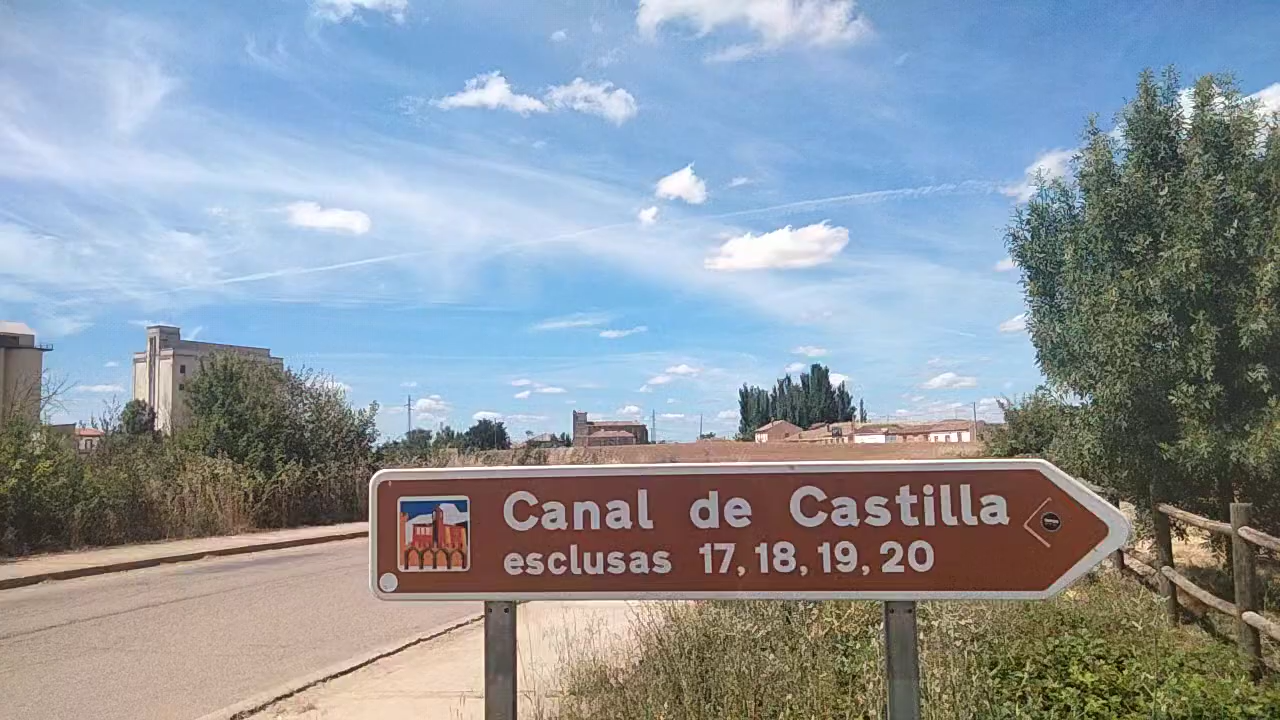 Canal de Castilla
esclusas 17, 18, 19, 20